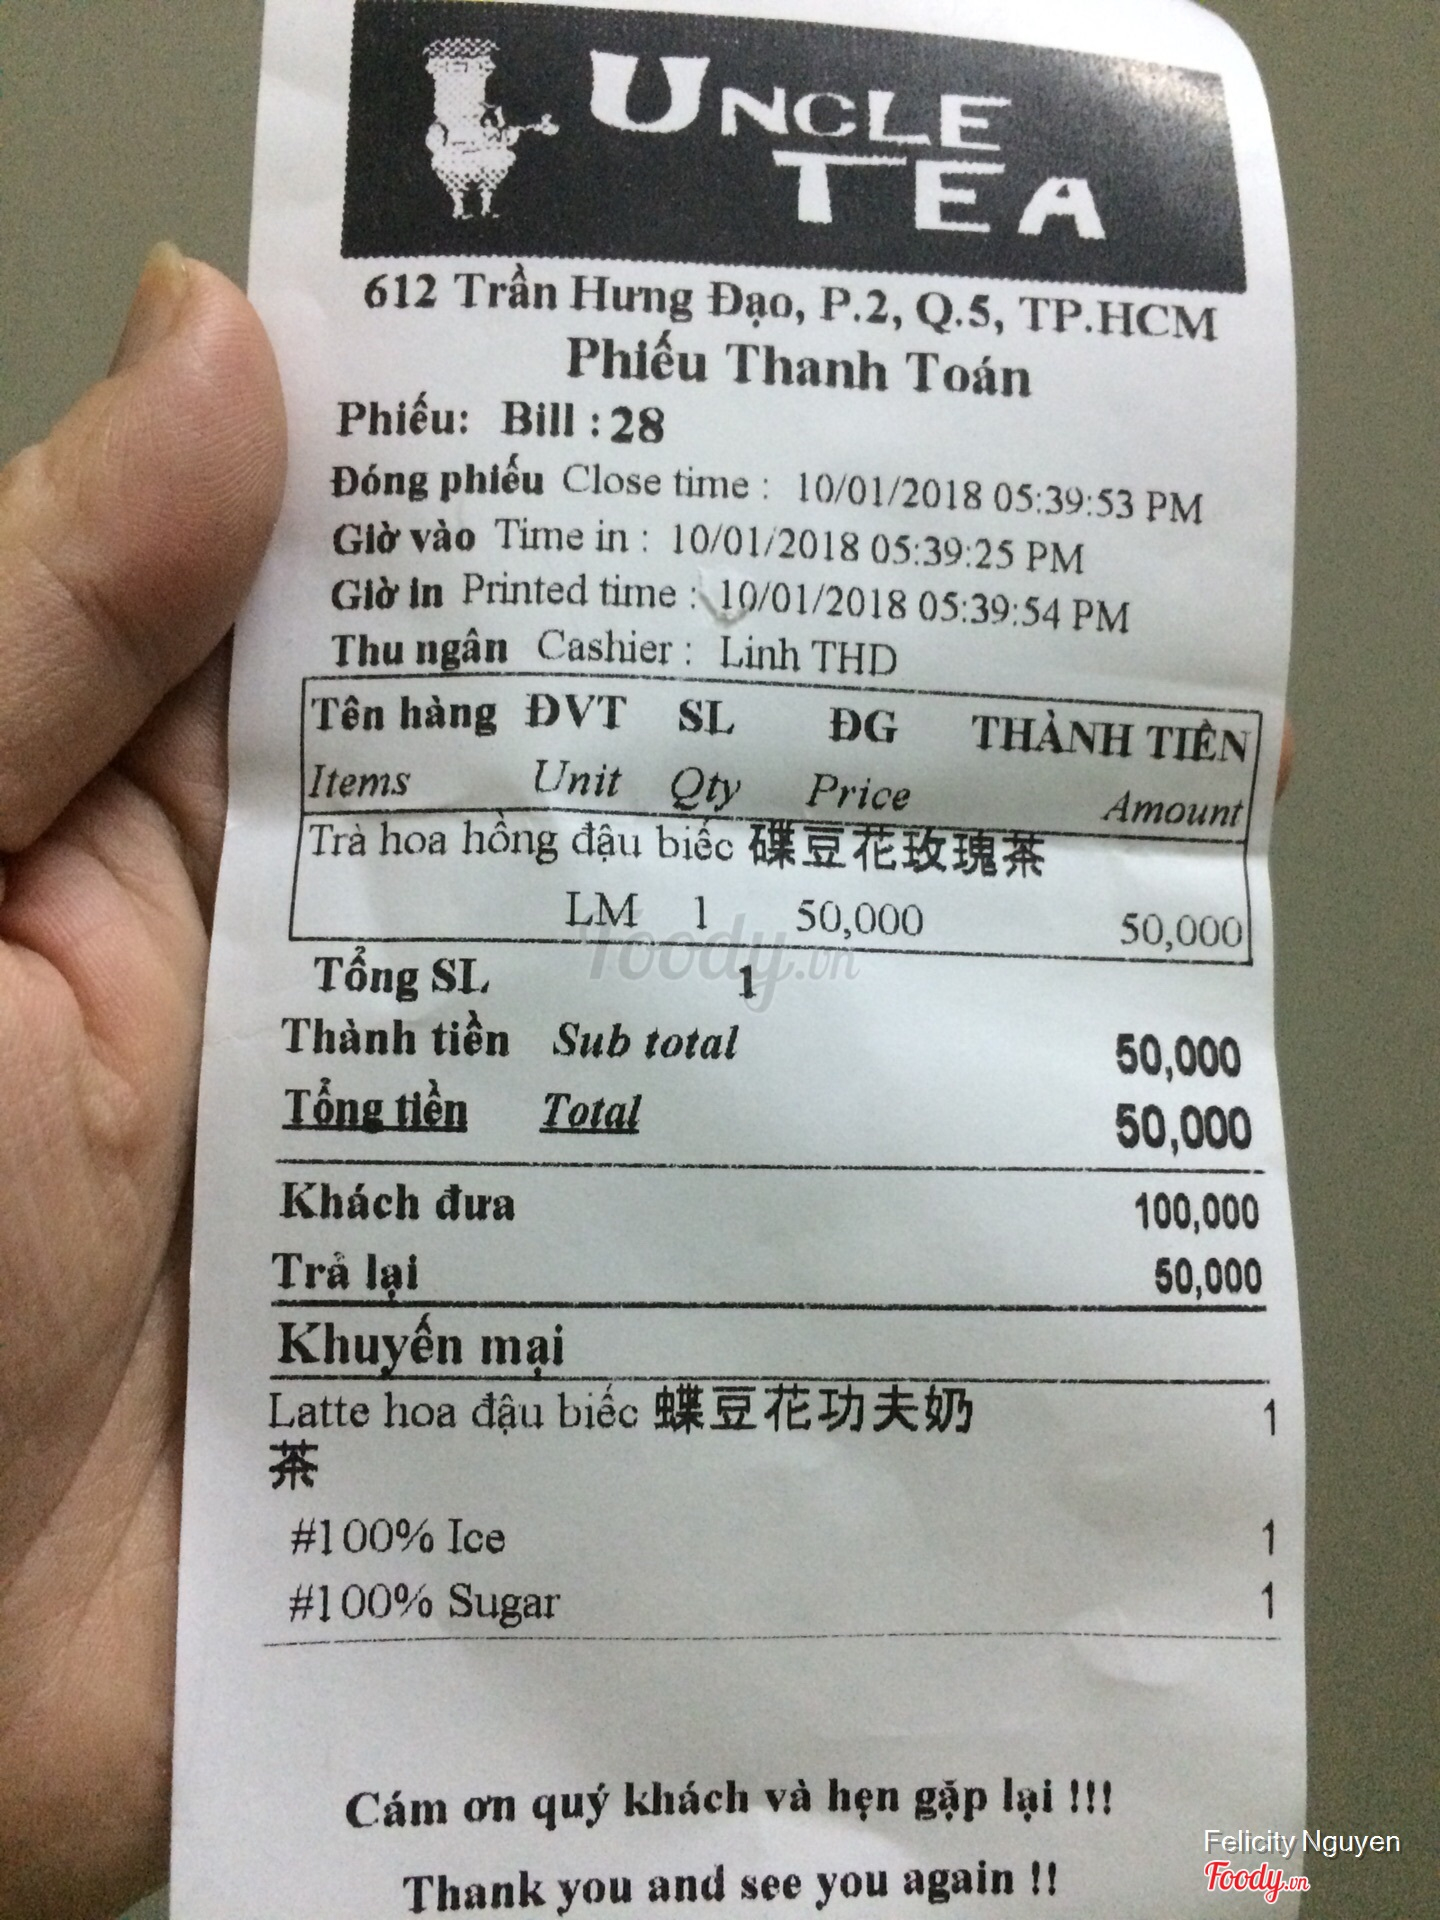 UNCLE
TEA
612 Trần Hưng Đạo, P.2, Q.5, TP.HCM
Phiếu Thanh Toán
Phiếu: Bill : 28
Đóng phiếu Close time : 10/01/2018 05:39:53 PM
Giờ vào Time in : 10/01/2018 05:39:25 PM
Giờ in Printed time : 10/01/2018 05:39:54 PM
Thu ngân Cashier : Linh THD
Tên hàng ĐVT SL ĐG THÀNH TIỀN
Items Unit Qty Price Amount
Trà hoa hồng đậu biếc 碟豆花玫瑰茶
LM 1 50,000 50,000
Tổng SL 1
Thành tiền Sub total 50,000
Tổng tiền Total 50,000
Khách đưa 100,000
Trả lại 50,000
Khuyến mại
Latte hoa đậu biếc 蝶豆花功夫奶 1
茶
#100% Ice 1
#100% Sugar 1
Cám ơn quý khách và hẹn gặp lại !!!
Thank you and see you again !!
foody.vn
Felicity Nguyen
Foody.vn